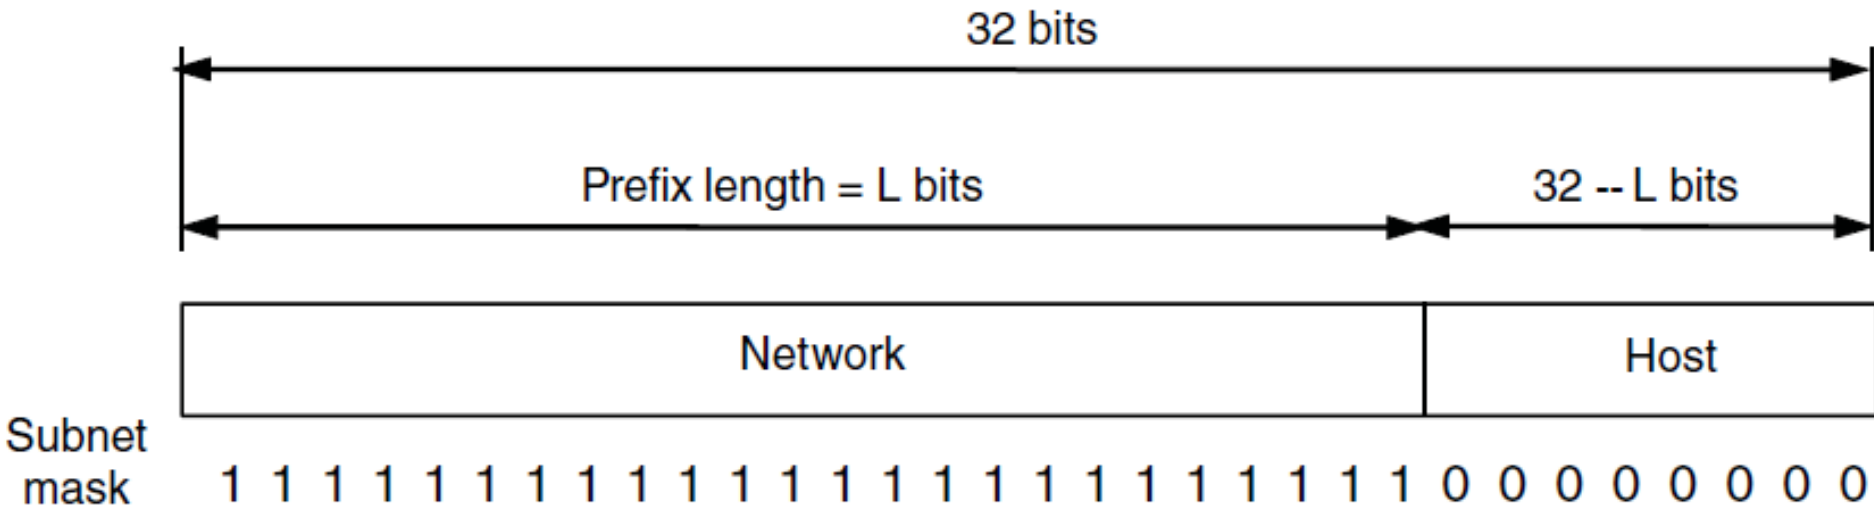 32 bits
Prefix length = L bits
32 -- L bits
Network
Host
Subnet
mask
1 1 1 1 1 1 1 1 1 1 1 1 1 1 1 1 1 1 1 1 1 1 1 1 0 0 0 0 0 0 0 0